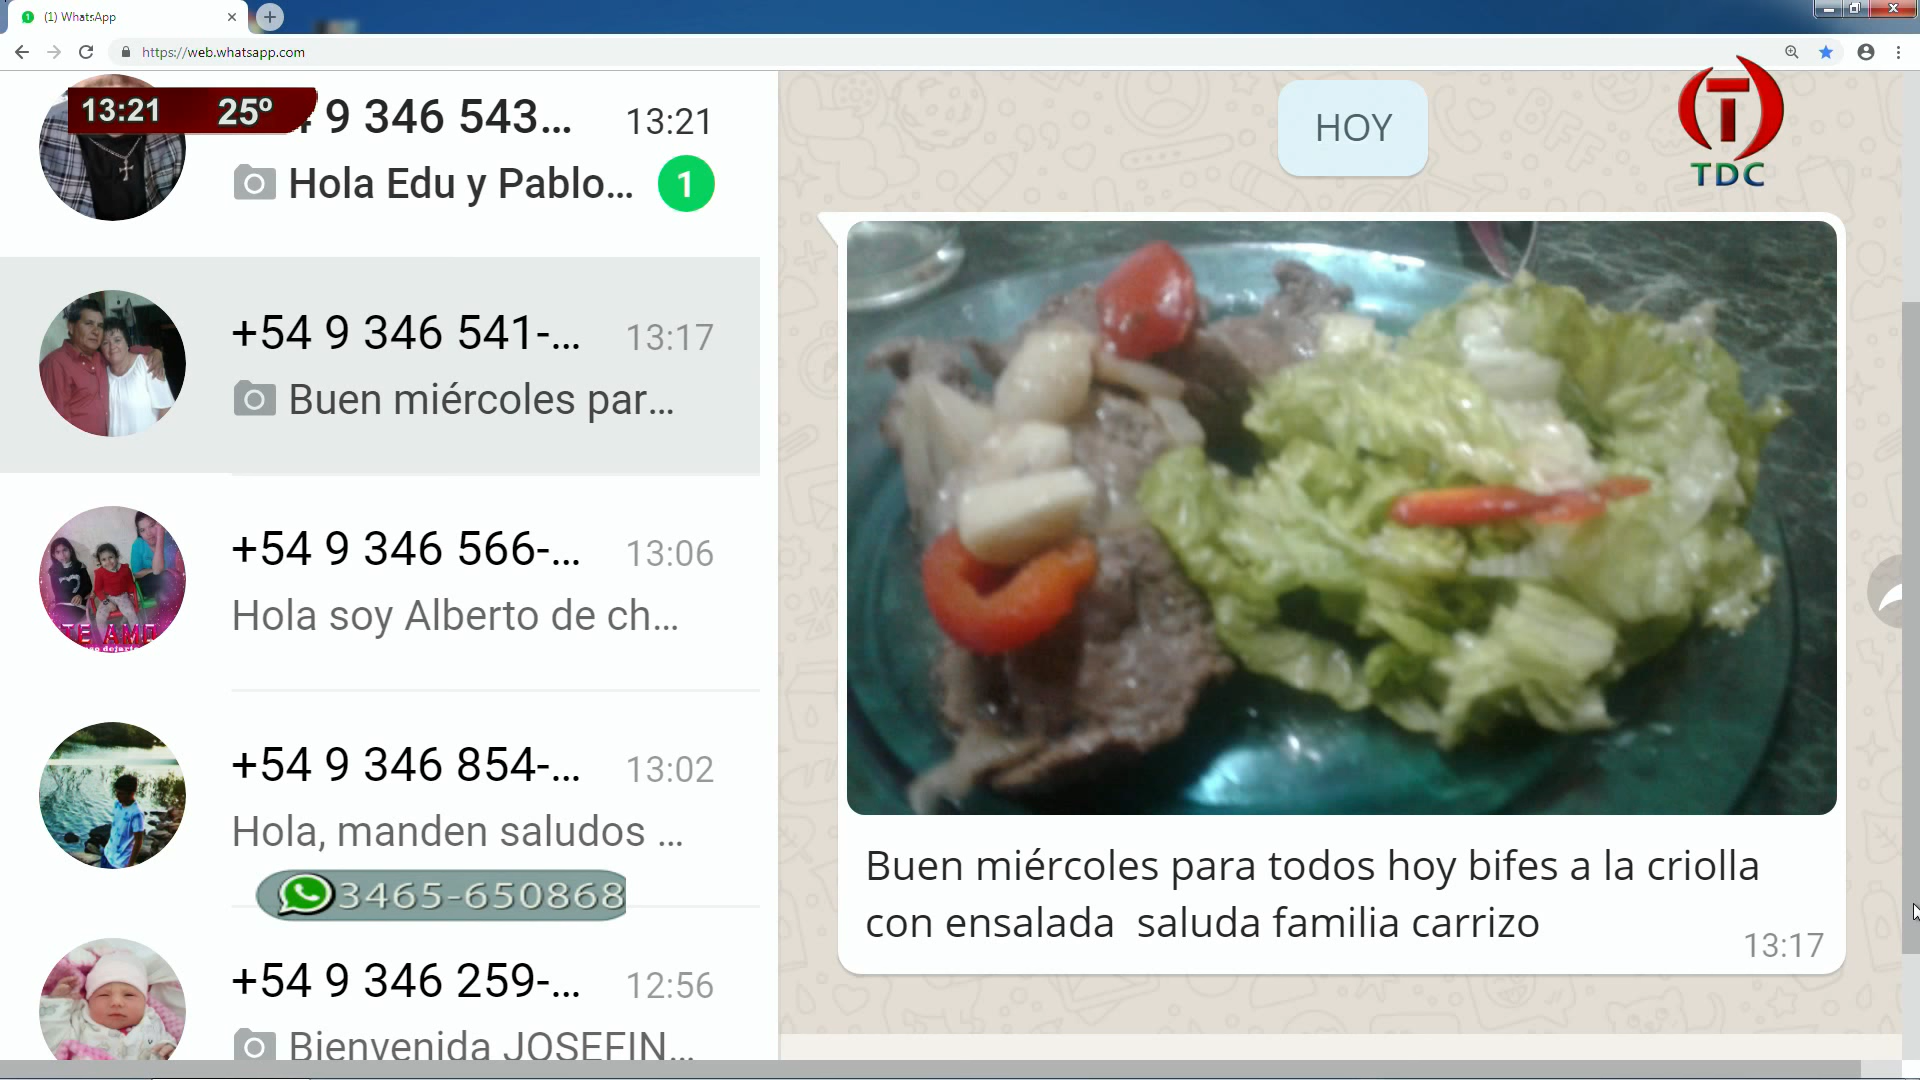 (1) WhatsApp
https://web.whatsapp.com
13:21 25º
9 346 543... 13:21
Hola Edu y Pablo... 1
+54 9 346 541-... 13:17
Buen miércoles par...
+54 9 346 566-... 13:06
Hola soy Alberto de ch...
TE AMO
+54 9 346 854-... 13:02
Hola, manden saludos ...
3465-650868
+54 9 346 259-... 12:56
Bienvenida JOSEFIN...
HOY
T
TDC
Buen miércoles para todos hoy bifes a la criolla
con ensalada saluda familia carrizo
13:17